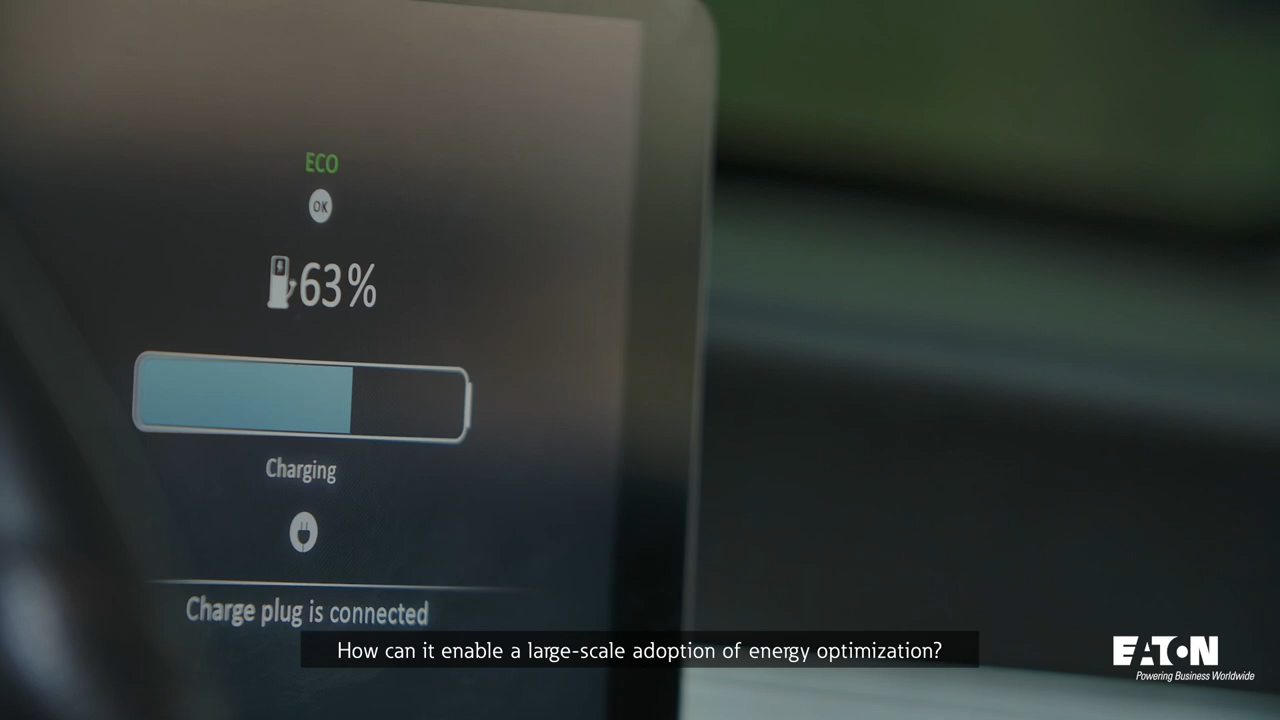 ECO
OK
63%
Charging
Charge plug is connected
How can it enable a large-scale adoption of energy optimization?
EATON
Powering Business Worldwide